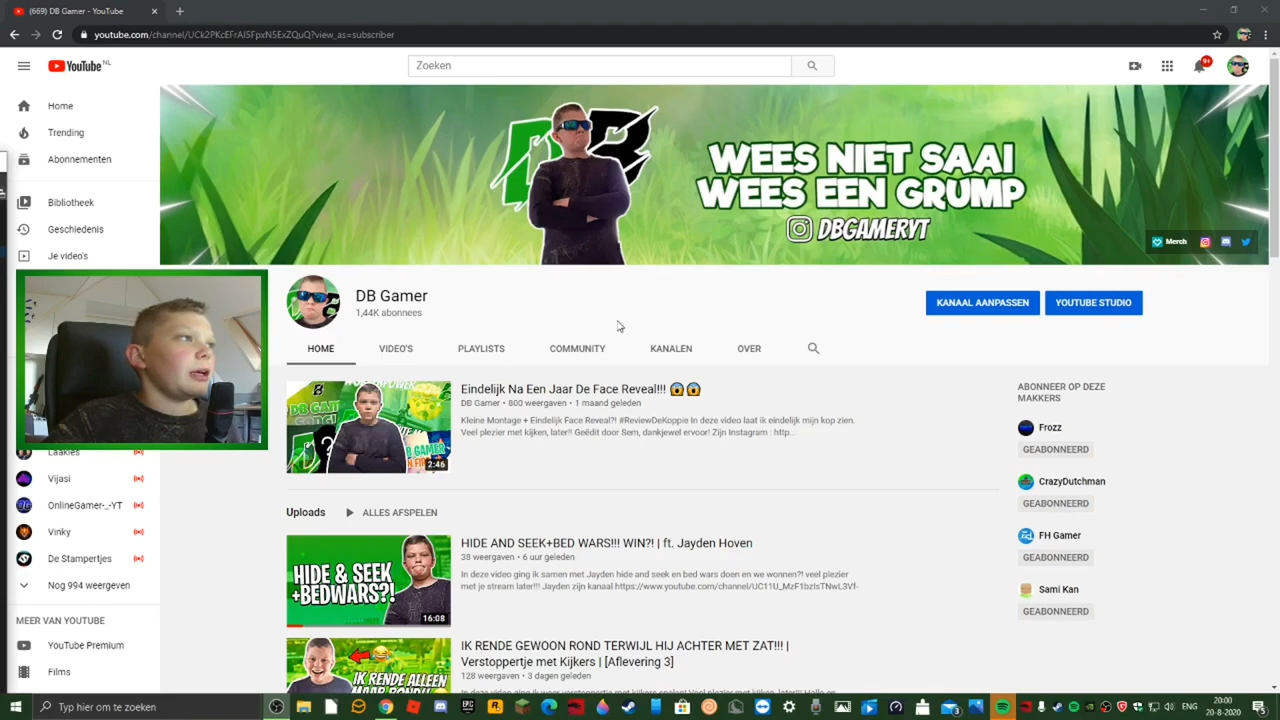 (669) DB Gamer - YouTube
youtube.com/channel/UCk2PKcEFrAI5FpxN5ExZQuQ?view_as=subscriber
YouTube NL
Zoeken
9+
Home
Trending
Abonnementen
Bibliotheek
Geschiedenis
Je video's
WEES NIET SAAI
WEES EEN GRUMP
DBGAMERYT
Merch
DB Gamer
1,44K abonnees
KANAAL AANPASSEN
YOUTUBE STUDIO
HOME
VIDEO'S
PLAYLISTS
COMMUNITY
KANALEN
OVER
Eindelijk Na Een Jaar De Face Reveal!!! 😱😱
DB Gamer • 800 weergaven • 1 maand geleden
Kleine Montage + Eindelijk Face Reveal?! #ReviewDeKoppie In deze video laat ik eindelijk mijn kop zien.
Veel plezier met kijken, later!! Geëdit door Sem, dankjewel ervoor! Zijn Instagram : http...
2:46
ABONNEER OP DEZE
MAKKERS
Frozz
GEABONNEERD
CrazyDutchman
GEABONNEERD
FH Gamer
GEABONNEERD
Sami Kan
GEABONNEERD
Laakies
Vijasi
OnlineGamer-_-YT
Vinky
De Stampertjes
Nog 994 weergeven
MEER VAN YOUTUBE
YouTube Premium
Films
Uploads
ALLES AFSPELEN
HIDE & SEEK
+BEDWARS?!
16:08
HIDE AND SEEK+BED WARS!!! WIN?! | ft. Jayden Hoven
38 weergaven • 6 uur geleden
In deze video ging ik samen met Jayden hide and seek en bed wars doen en we wonnen?! veel plezier
met je stream later!!! Jayden zijn kanaal https://www.youtube.com/channel/UC11U_MzF1bzIsTNwL3Vf-
IK RENDE ALLEEN
MAAR ROND!
IK RENDE GEWOON ROND TERWIJL HIJ ACHTER MET ZAT!!! |
Verstoppertje met Kijkers | [Aflevering 3]
128 weergaven • 3 dagen geleden
Typ hier om te zoeken
ENG
20:00
20-8-2020